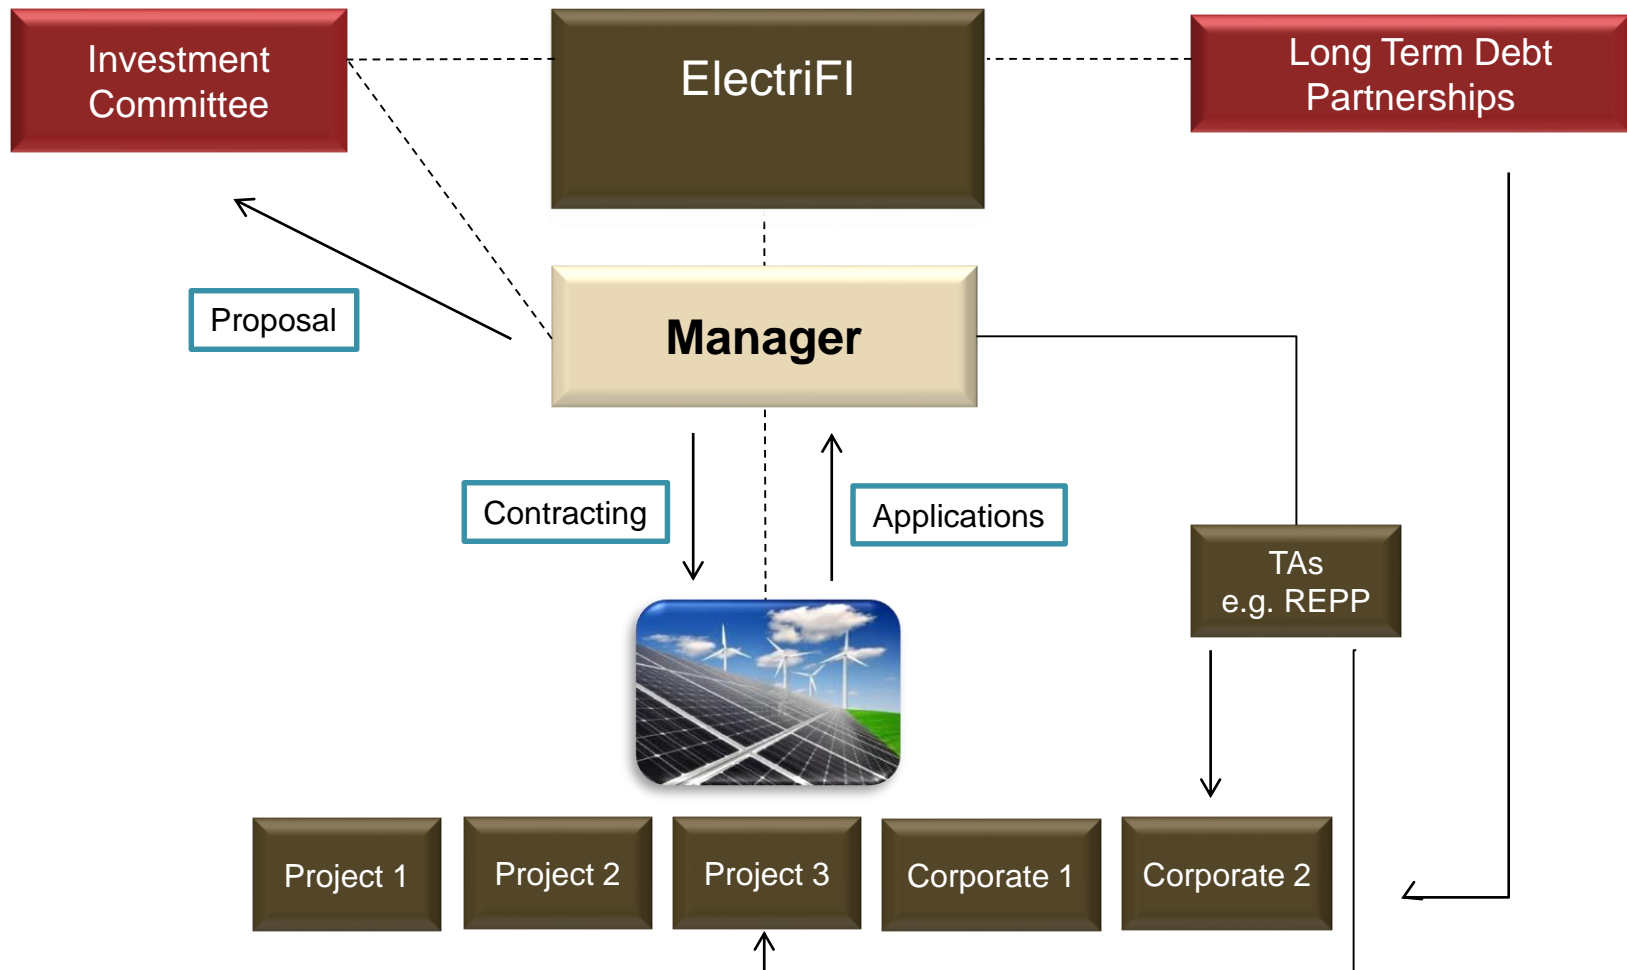 Investment
Committee
ElectriFI
Long Term Debt
Partnerships
Proposal
Manager
Contracting
Applications
TAs
e.g. REPP
Project 1
Project 2
Project 3
Corporate 1
Corporate 2